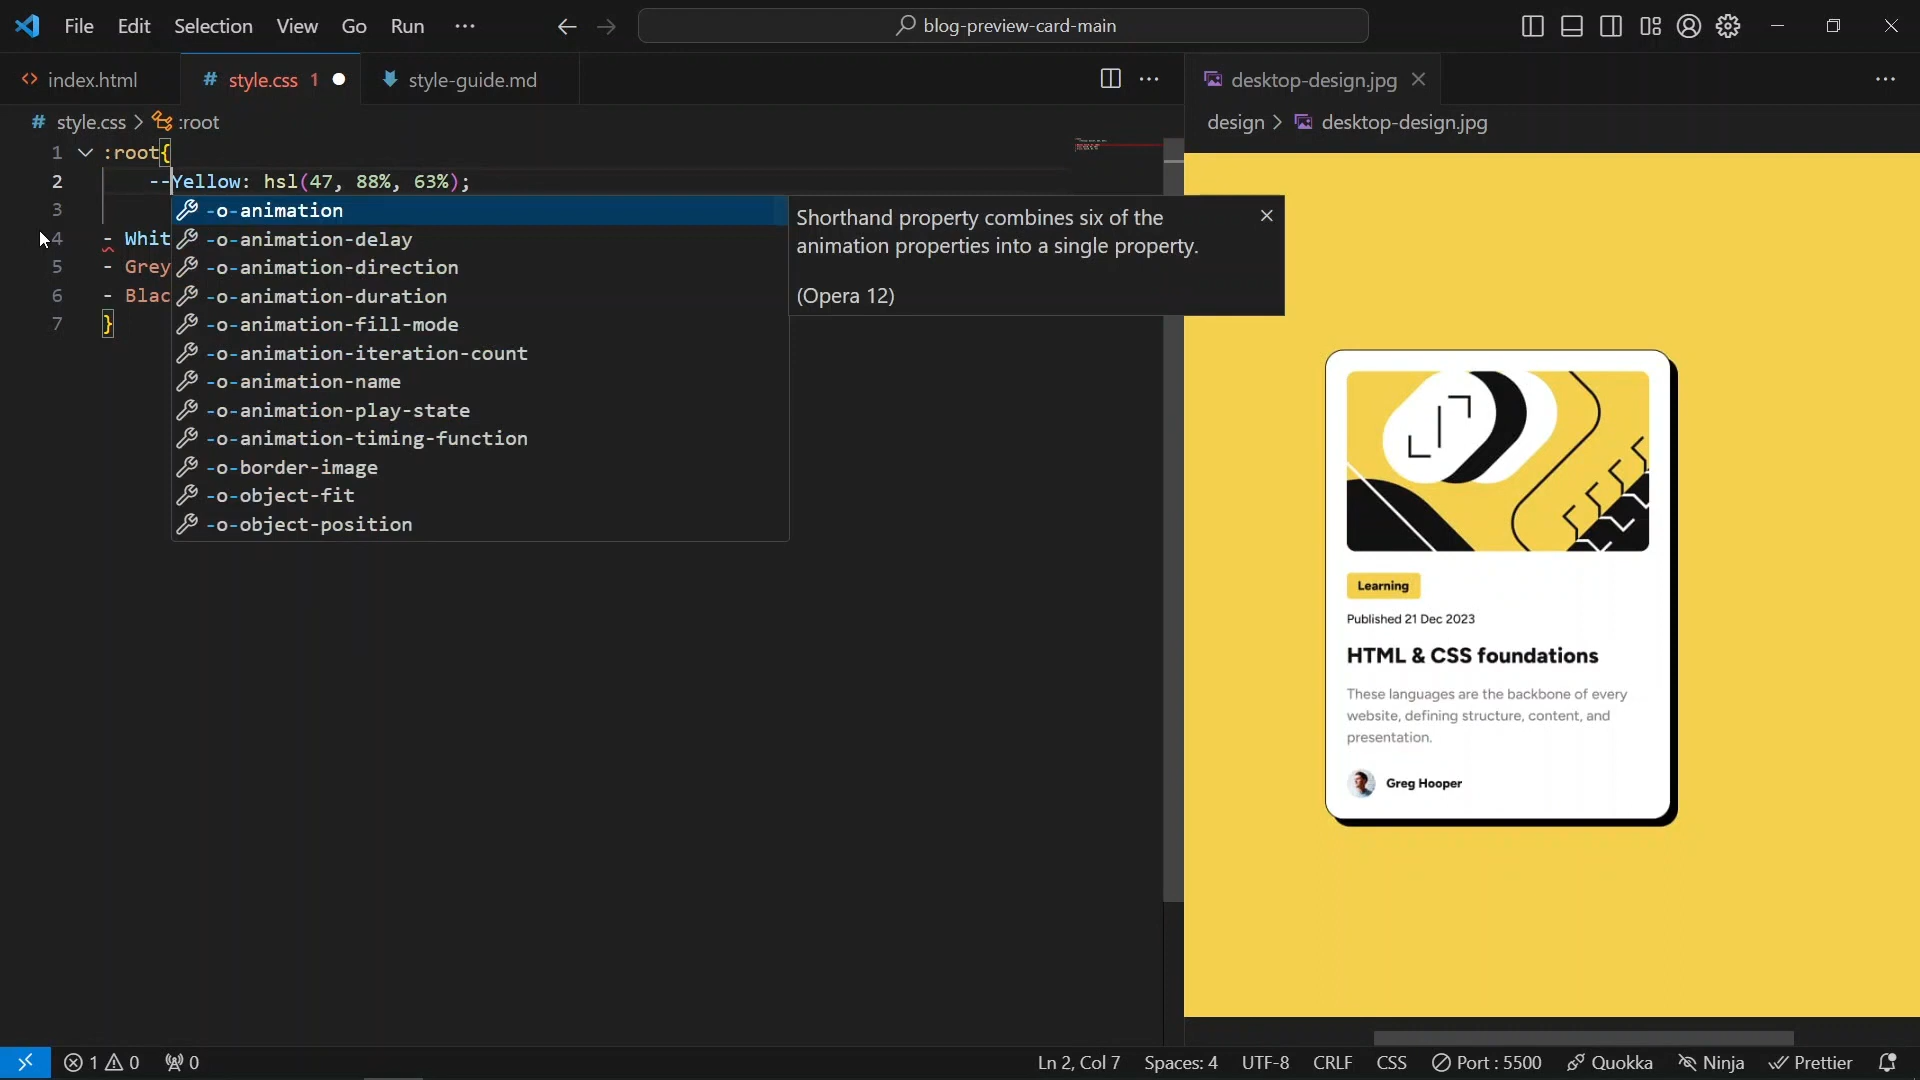 File Edit Selection View Go Run ··· blog-preview-card-main
index.html # style.css 1 style-guide.md ···
desktop-design.jpg ···
# style.css > :root
design > desktop-design.jpg
1 :root{
2 --Yellow: hsl(47, 88%, 63%);
3
4 - Whit
5 - Grey
6 - Blac
7 }
-o-animation
-o-animation-delay
-o-animation-direction
-o-animation-duration
-o-animation-fill-mode
-o-animation-iteration-count
-o-animation-name
-o-animation-play-state
-o-animation-timing-function
-o-border-image
-o-object-fit
-o-object-position
Shorthand property combines six of the
animation properties into a single property.
(Opera 12)
Learning
Published 21 Dec 2023
HTML & CSS foundations
These languages are the backbone of every
website, defining structure, content, and
presentation.
Greg Hooper
1 0 0 Ln 2, Col 7 Spaces: 4 UTF-8 CRLF CSS Port : 5500 Quokka Ninja Prettier